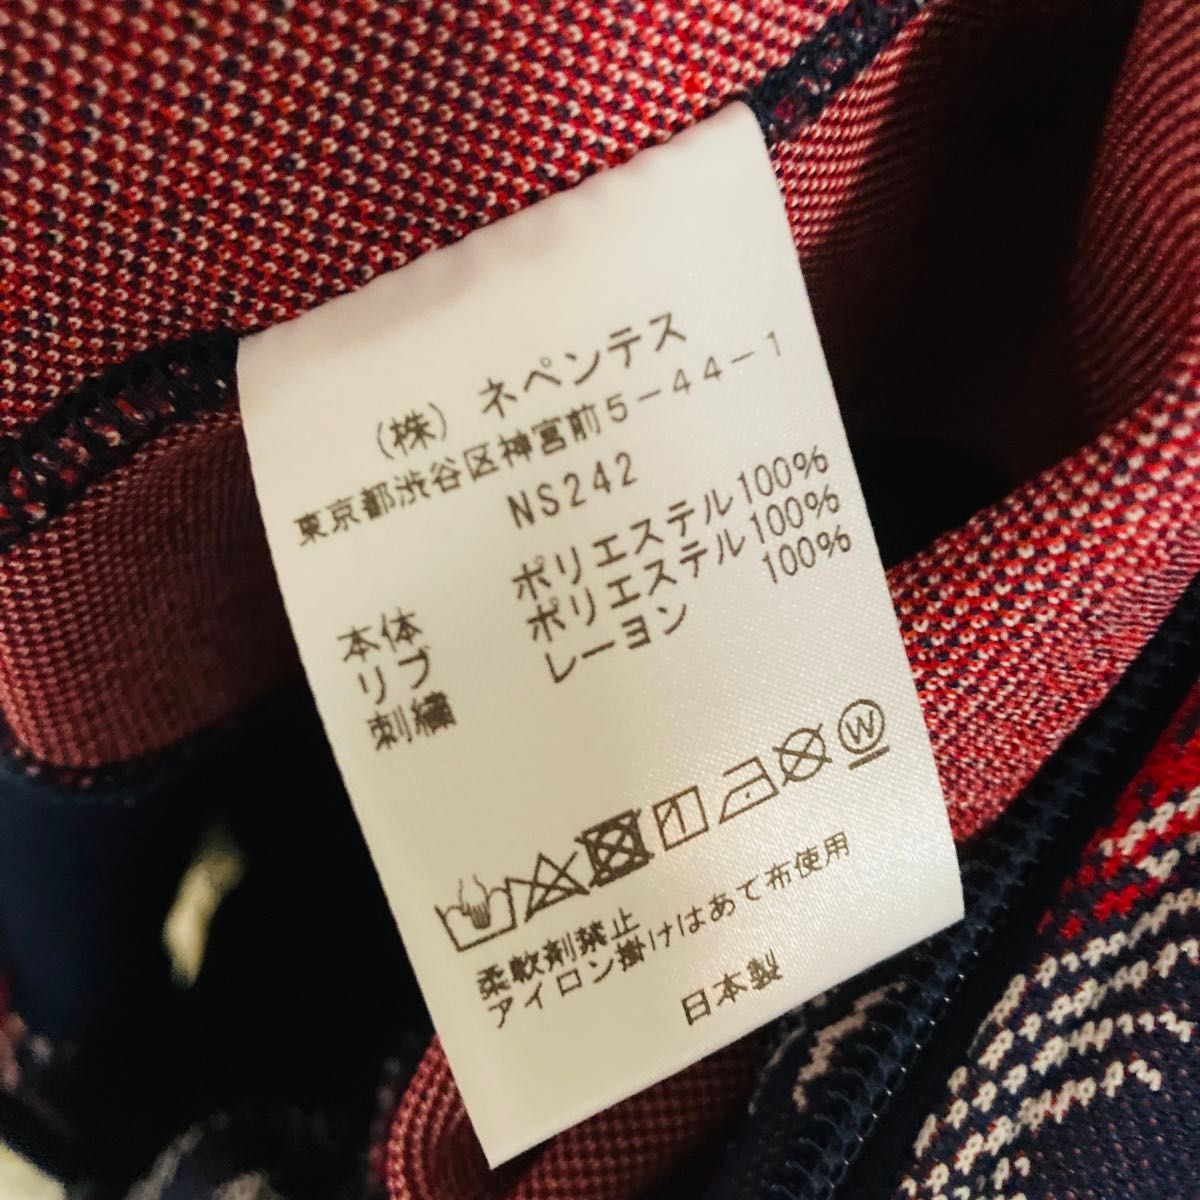 (株) ネペンテス
東京都渋谷区神宮前5-44-1
NS242
本体 ポリエステル100%
リブ ポリエステル100%
刺繍 レーヨン 100%
柔軟剤禁止
アイロン掛けはあて布使用
日本製